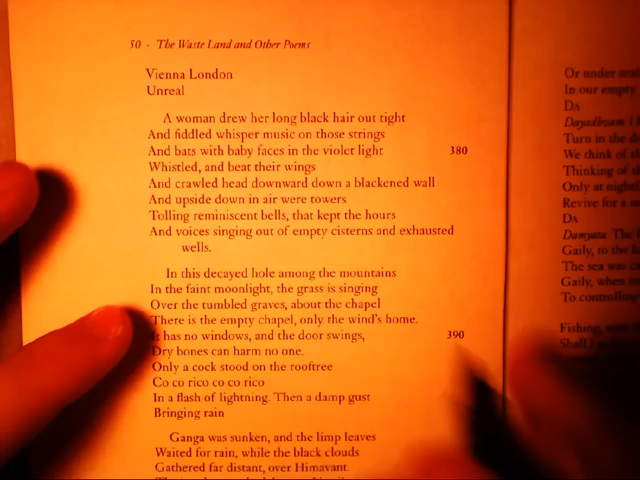 50 · The Waste Land and Other Poems
Vienna London
Unreal
A woman drew her long black hair out tight
And fiddled whisper music on those strings
And bats with baby faces in the violet light 380
Whistled, and beat their wings
And crawled head downward down a blackened wall
And upside down in air were towers
Tolling reminiscent bells, that kept the hours
And voices singing out of empty cisterns and exhausted
wells.
In this decayed hole among the mountains
In the faint moonlight, the grass is singing
Over the tumbled graves, about the chapel
There is the empty chapel, only the wind's home.
It has no windows, and the door swings, 390
Dry bones can harm no one.
Only a cock stood on the rooftree
Co co rico co co rico
In a flash of lightning. Then a damp gust
Bringing rain
Ganga was sunken, and the limp leaves
Waited for rain, while the black clouds
Gathered far distant, over Himavant.
Or under
In our empty
DA
Dayadhvam:
Turn in the
We think of
Thinking of
Only at
Revive for a
DA
Damyata: The
Gaily, to the
The sea was
Gaily, when
To controlling
Fishing, with
Shall I